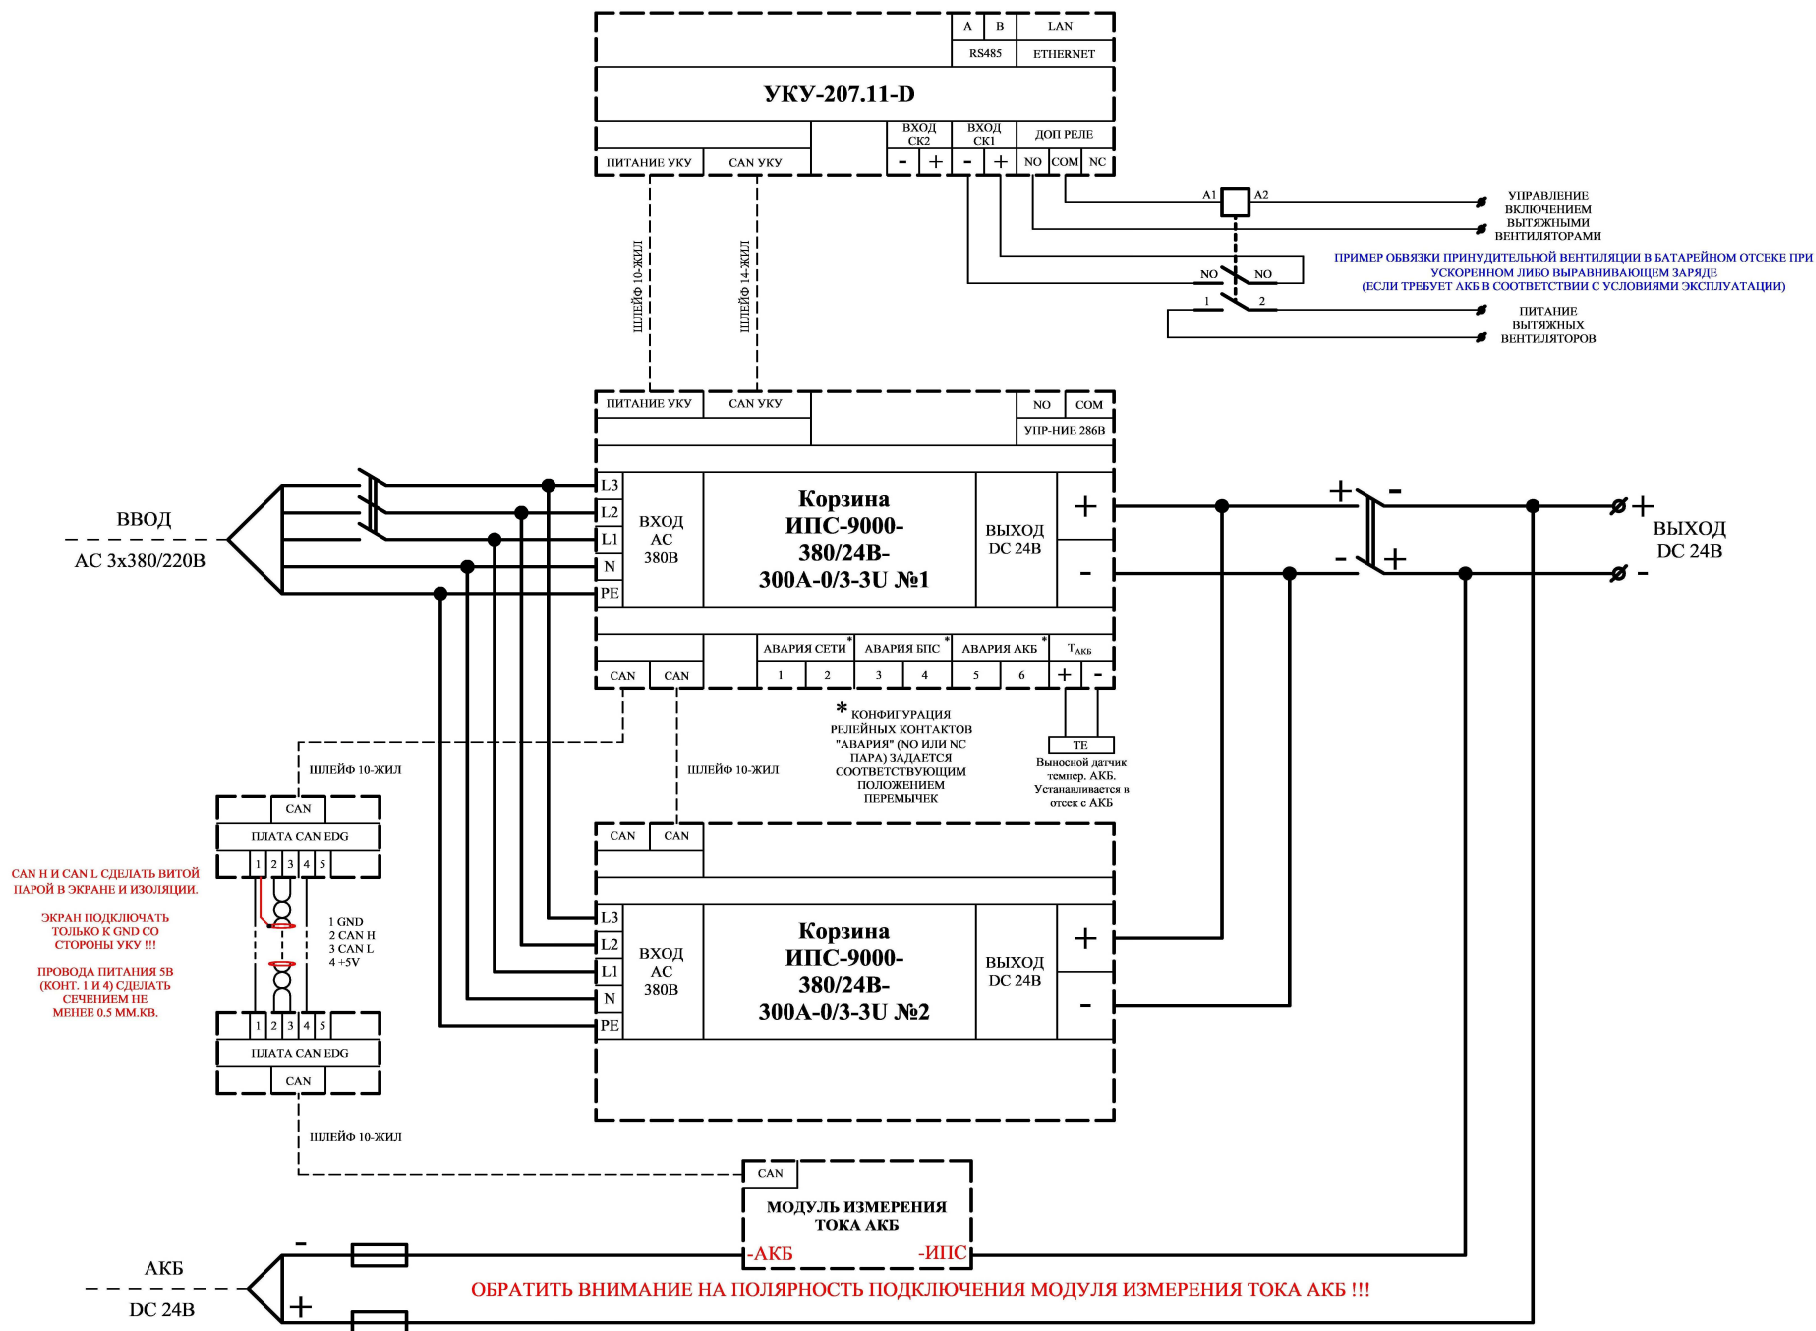 A B LAN
RS485 ETHERNET
УКУ-207.11-D
ВХОД СК2
ВХОД СК1
ДОП РЕЛЕ
ПИТАНИЕ УКУ CAN УКУ - + - + NO COM NC
ШЛЕЙФ 10-ЖИЛ
ШЛЕЙФ 14-ЖИЛ
A1 A2
УПРАВЛЕНИЕ
ВКЛЮЧЕНИЕМ
ВЫТЯЖНЫМИ
ВЕНТИЛЯТОРАМИ
ПРИМЕР ОБВЯЗКИ ПРИНУДИТЕЛЬНОЙ ВЕНТИЛЯЦИИ В БАТАРЕЙНОМ ОТСЕКЕ ПРИ
УСКОРЕННОМ ЛИБО ВЫРАВНИВАЮЩЕМ ЗАРЯДЕ
(ЕСЛИ ТРЕБУЕТ АКБ В СООТВЕТСТВИИ С УСЛОВИЯМИ ЭКСПЛУАТАЦИИ)
NO NO
1 2
ПИТАНИЕ
ВЫТЯЖНЫХ
ВЕНТИЛЯТОРОВ
ПИТАНИЕ УКУ CAN УКУ NO COM
УПР-НИЕ 286В
ВВОД
AC 3x380/220В
L3
L2
L1
N
PE
ВХОД
AC
380В
Корзина
ИПС-9000-
380/24В-
300А-0/3-3U №1
ВЫХОД
DC 24В
+
-
+ -
- +
+
-
ВЫХОД
DC 24В
АВАРИЯ СЕТИ* АВАРИЯ БПС* АВАРИЯ АКБ* ТАКБ
CAN CAN 1 2 3 4 5 6 + -
* КОНФИГУРАЦИЯ
РЕЛЕЙНЫХ КОНТАКТОВ
"АВАРИЯ" (NO ИЛИ NC
ПАРА) ЗАДАЕТСЯ
СООТВЕТСТВУЮЩИМ
ПОЛОЖЕНИЕМ
ПЕРЕМЫЧЕК
TE
Выносной датчик
темпер. АКБ.
Устанавливается в
отсек с АКБ
ШЛЕЙФ 10-ЖИЛ
ШЛЕЙФ 10-ЖИЛ
CAN
ПЛАТА CAN EDG
1 2 3 4 5
CAN H И CAN L СДЕЛАТЬ ВИТОЙ
ПАРОЙ В ЭКРАНЕ И ИЗОЛЯЦИИ.
ЭКРАН ПОДКЛЮЧАТЬ
ТОЛЬКО К GND СО
СТОРОНЫ УКУ !!!
ПРОВОДА ПИТАНИЯ 5В
(КОНТ. 1 И 4) СДЕЛАТЬ
СЕЧЕНИЕМ НЕ
МЕНЕЕ 0.5 ММ.КВ.
1 GND
2 CAN H
3 CAN L
4 +5V
1 2 3 4 5
ПЛАТА CAN EDG
CAN
ШЛЕЙФ 10-ЖИЛ
CAN CAN
L3
L2
L1
N
PE
ВХОД
AC
380В
Корзина
ИПС-9000-
380/24В-
300А-0/3-3U №2
ВЫХОД
DC 24В
+
-
CAN
МОДУЛЬ ИЗМЕРЕНИЯ
ТОКА АКБ
-АКБ -ИПС
АКБ
DC 24В
-
+
ОБРАТИТЬ ВНИМАНИЕ НА ПОЛЯРНОСТЬ ПОДКЛЮЧЕНИЯ МОДУЛЯ ИЗМЕРЕНИЯ ТОКА АКБ !!!